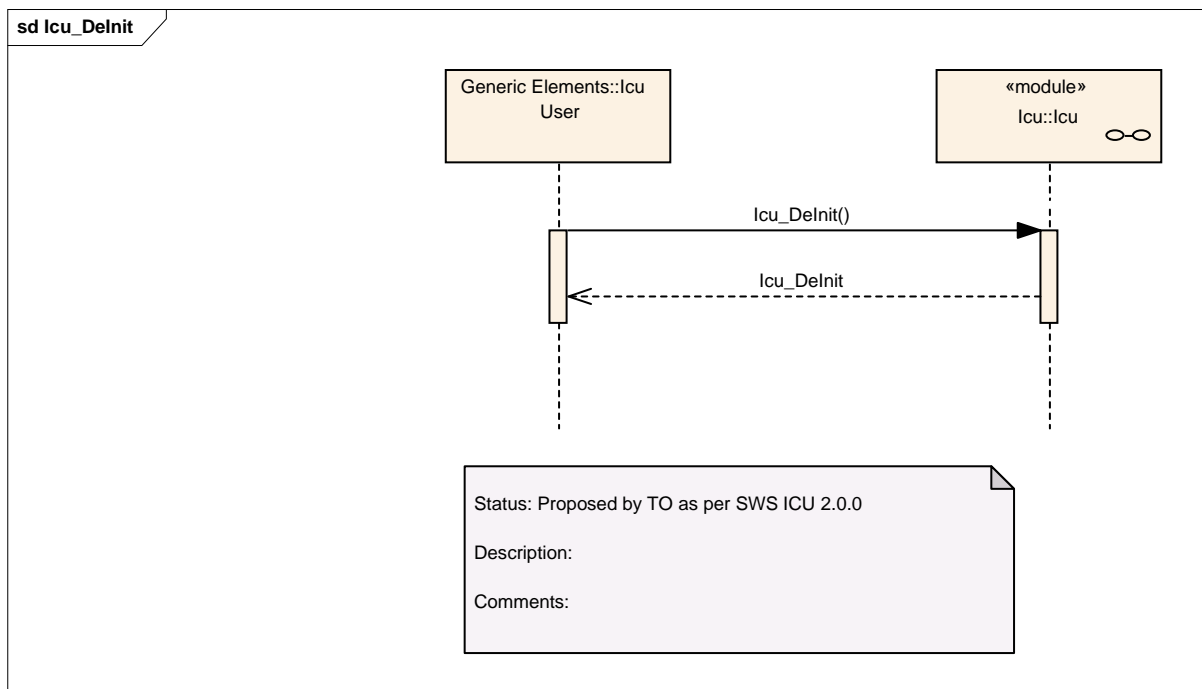 sd Icu_DeInit
Generic Elements::Icu
User
«module»
Icu::Icu
Icu_DeInit()
Icu_DeInit
Status: Proposed by TO as per SWS ICU 2.0.0
Description:
Comments: